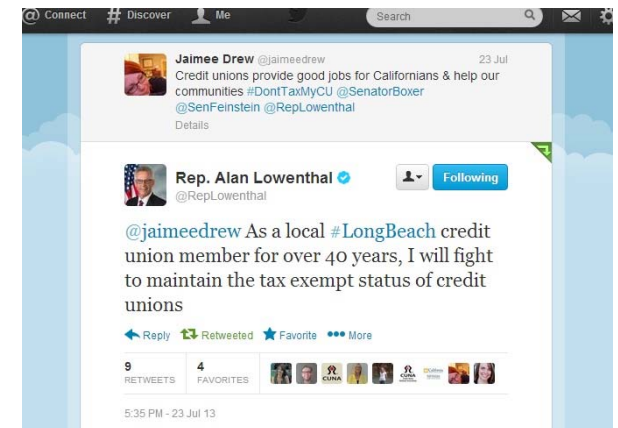 @ Connect # Discover Me Search
Jaimee Drew @jaimeedrew 23 Jul
Credit unions provide good jobs for Californians & help our
communities #DontTaxMyCU @SenatorBoxer
@SenFeinstein @RepLowenthal
Details
Rep. Alan Lowenthal Following
@RepLowenthal
@jaimeedrew As a local #LongBeach credit
union member for over 40 years, I will fight
to maintain the tax exempt status of credit
unions
Reply Retweeted Favorite More
9 4
RETWEETS FAVORITES CUNA CUNA
5:35 PM - 23 Jul 13